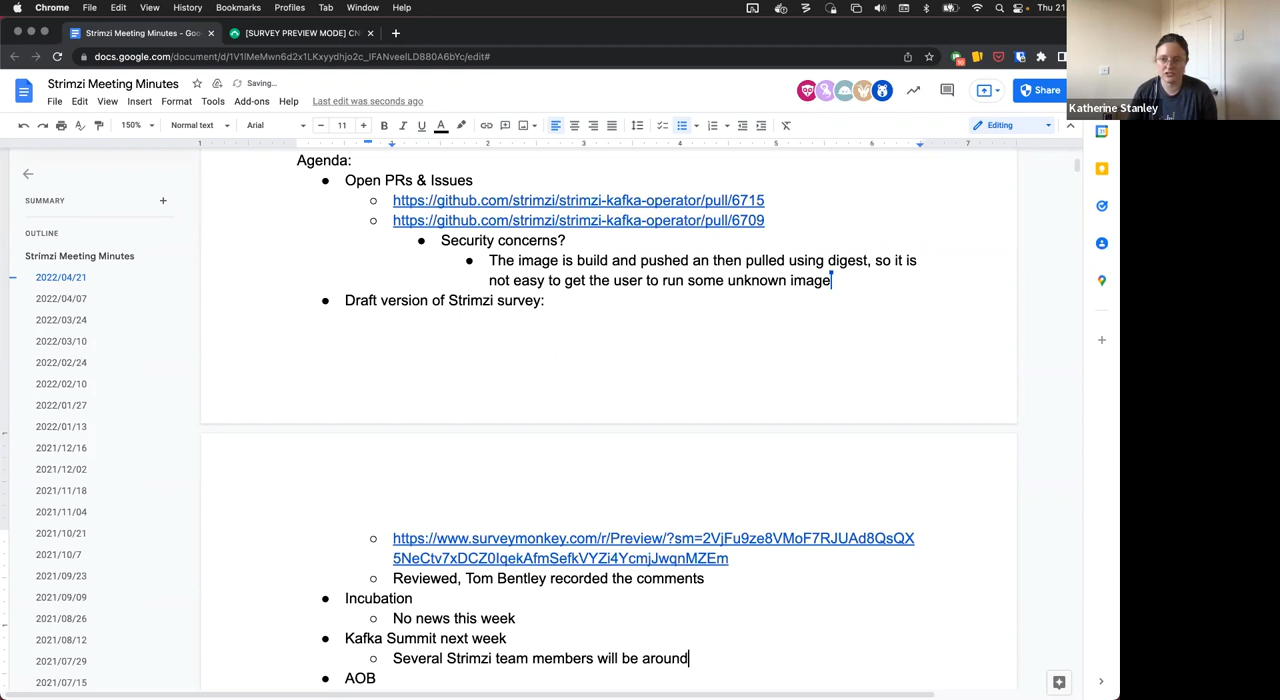 Chrome File Edit View History Bookmarks Profiles Tab Window Help Thu 21
Strimzi Meeting Minutes - Goo
[SURVEY PREVIEW MODE] CN
docs.google.com/document/d/1V1lMeMwn6d2x1LKxyydhjo2c_lFANveelLD880A6bYc/edit#
Strimzi Meeting Minutes
Saving...
File Edit View Insert Format Tools Add-ons Help Last edit was seconds ago
Share
Katherine Stanley
150% Normal text Arial 11 Editing
1 1 2 3 4 5 6 7
SUMMARY
OUTLINE
Strimzi Meeting Minutes
2022/04/21
2022/04/07
2022/03/24
2022/03/10
2022/02/24
2022/02/10
2022/01/27
2022/01/13
2021/12/16
2021/12/02
2021/11/18
2021/11/04
2021/10/21
2021/10/7
2021/09/23
2021/09/09
2021/08/26
2021/08/12
2021/07/29
2021/07/15
Agenda:
Open PRs & Issues
https://github.com/strimzi/strimzi-kafka-operator/pull/6715
https://github.com/strimzi/strimzi-kafka-operator/pull/6709
Security concerns?
The image is build and pushed an then pulled using digest, so it is
not easy to get the user to run some unknown image
Draft version of Strimzi survey:
https://www.surveymonkey.com/r/Preview/?sm=2VjFu9ze8VMoF7RJUAd8QsQX
5NeCtv7xDCZ0IqekAfmSefkVYZi4YcmjJwqnMZEm
Reviewed, Tom Bentley recorded the comments
Incubation
No news this week
Kafka Summit next week
Several Strimzi team members will be around
AOB